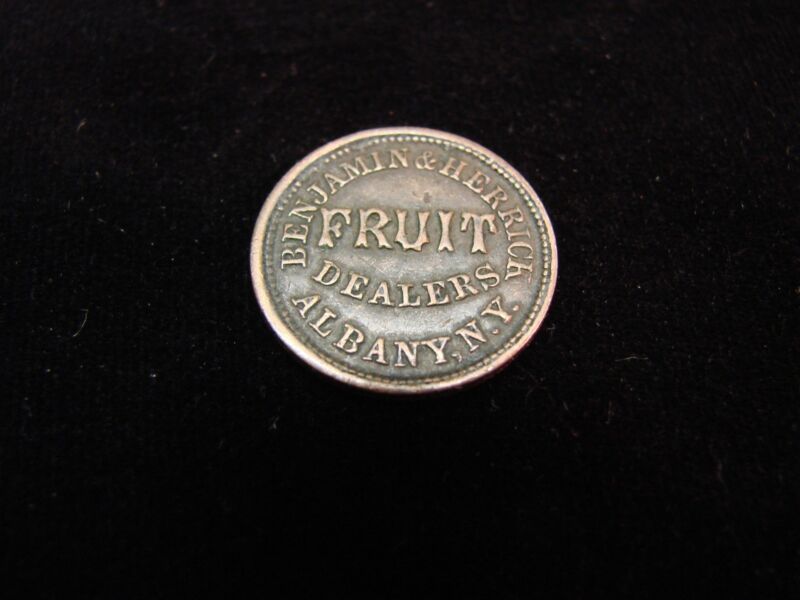 BENJAMIN & HERRICK
FRUIT
DEALERS
ALBANY, N.Y.